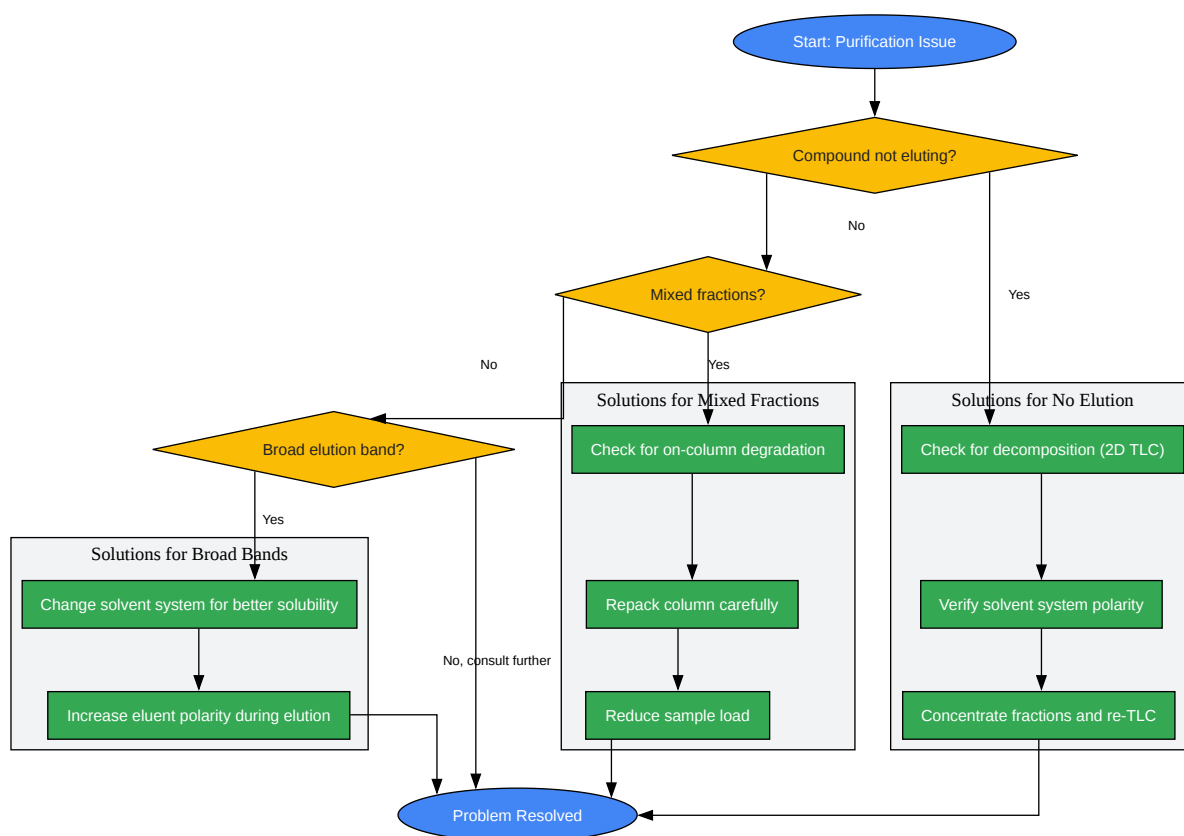 Start: Purification Issue
Compound not eluting?
No
Mixed fractions?
Yes
No
Yes
Solutions for Mixed Fractions
Solutions for No Elution
Broad elution band?
Check for on-column degradation
Check for decomposition (2D TLC)
Yes
Solutions for Broad Bands
Change solvent system for better solubility
Repack column carefully
Verify solvent system polarity
No, consult further
Increase eluent polarity during elution
Reduce sample load
Concentrate fractions and re-TLC
Problem Resolved